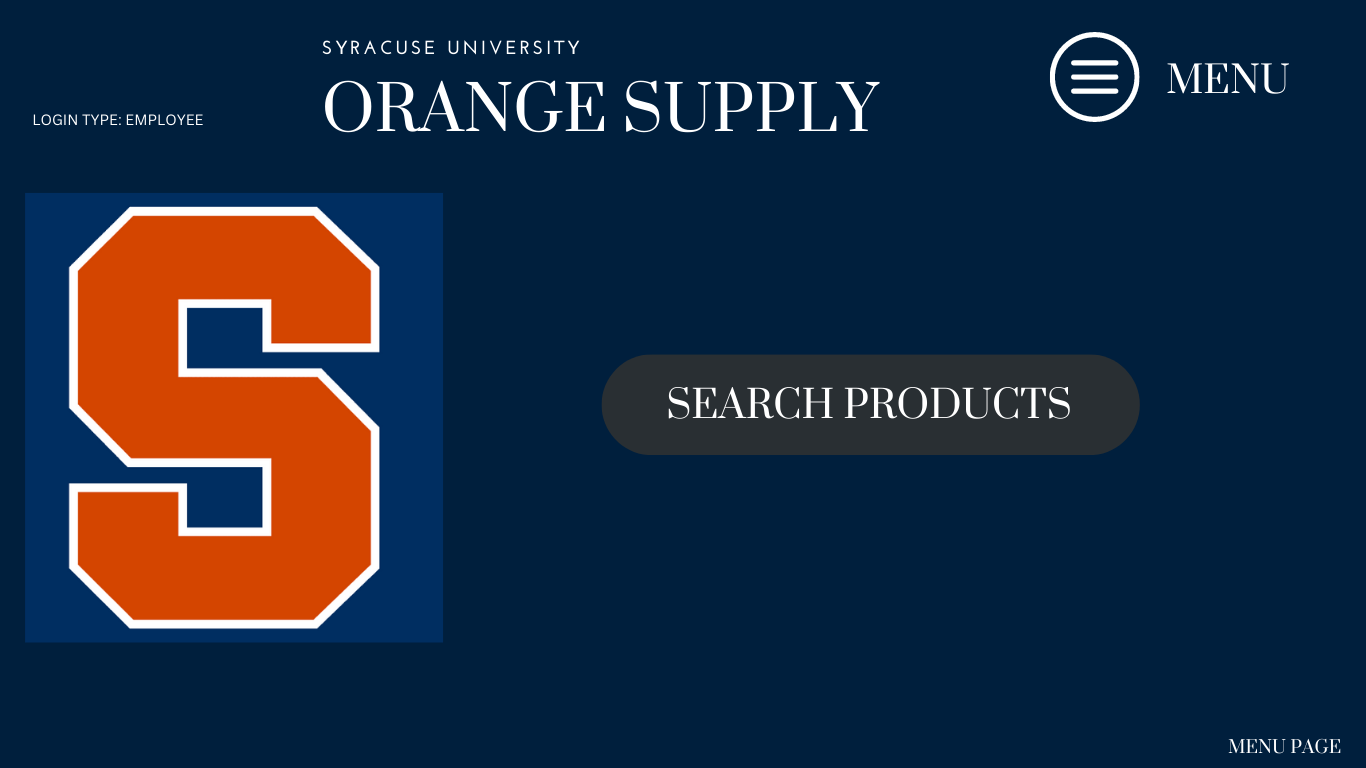 SYRACUSE UNIVERSITY
ORANGE SUPPLY
MENU
LOGIN TYPE: EMPLOYEE
S
SEARCH PRODUCTS
MENU PAGE